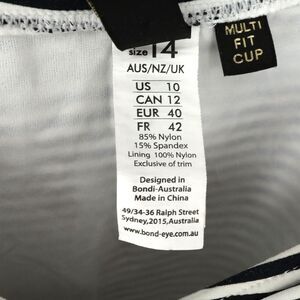 size 14
AUS/NZ/UK
US 10
CAN 12
EUR 40
FR 42
85% Nylon
15% Spandex
Lining 100% Nylon
Exclusive of trim
Designed in
Bondi-Australia
Made in China
49/34-36 Ralph Street
Sydney,2015,Australia
www.bond-eye.com
MULTI
FIT
CUP